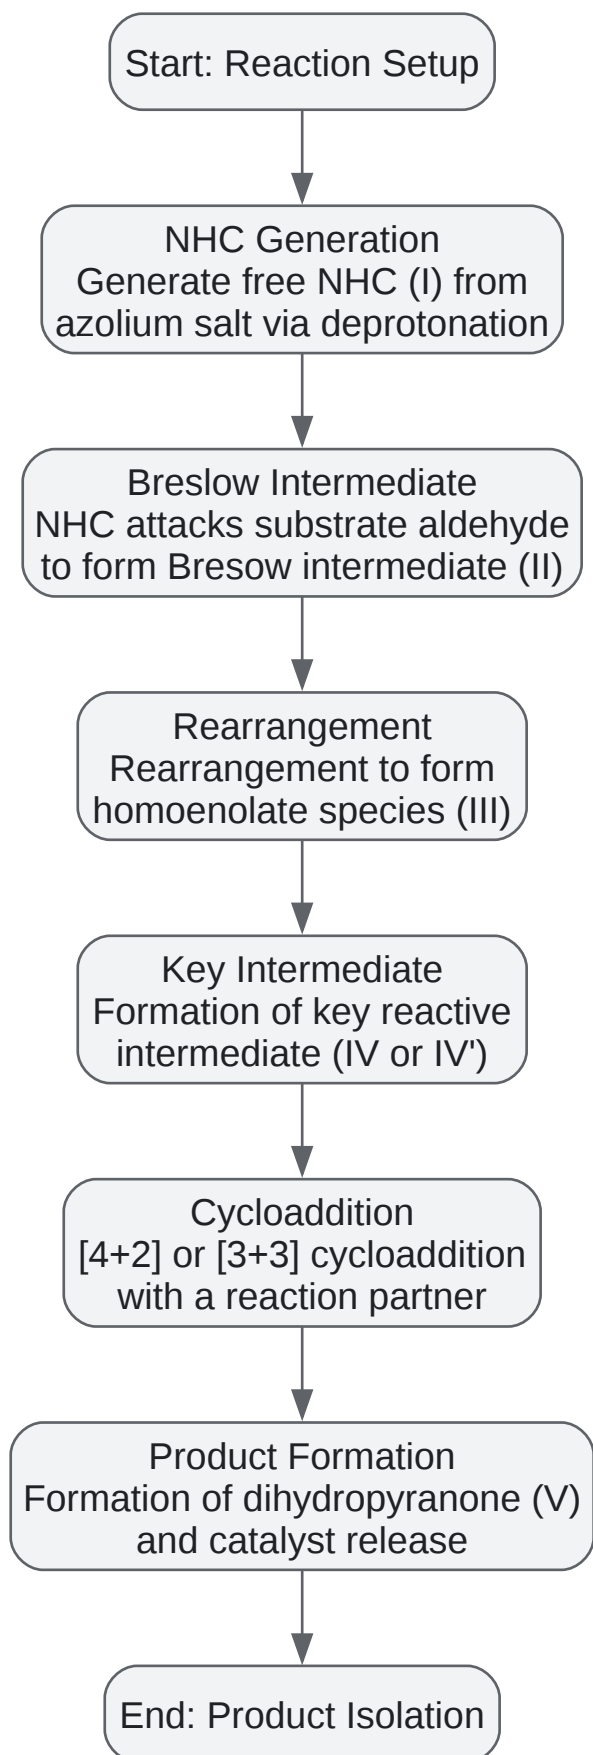 Start: Reaction Setup
NHC Generation
Generate free NHC (I) from
azolium salt via deprotonation
Breslow Intermediate
NHC attacks substrate aldehyde
to form Bresow intermediate (II)
Rearrangement
Rearrangement to form
homoenolate species (III)
Key Intermediate
Formation of key reactive
intermediate (IV or IV')
Cycloaddition
[4+2] or [3+3] cycloaddition
with a reaction partner
Product Formation
Formation of dihydropyranone (V)
and catalyst release
End: Product Isolation